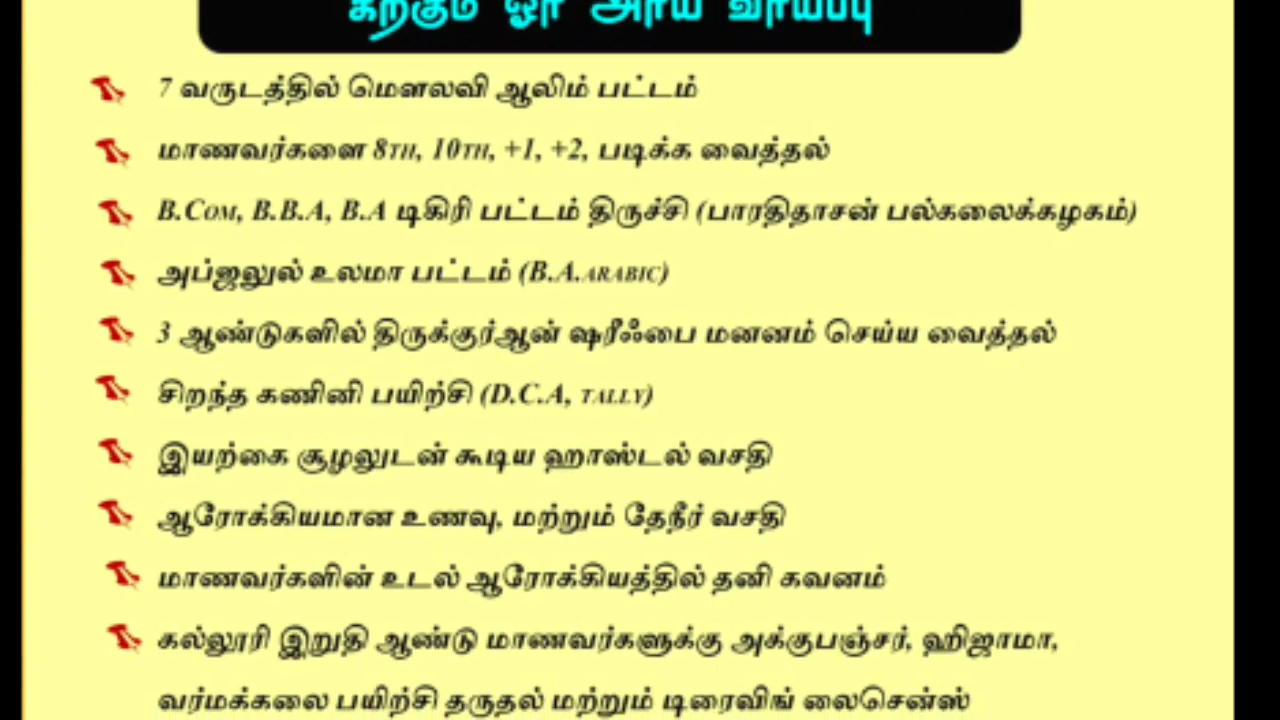 கற்கும் ஓர் அரிய வாய்ப்பு
7 வருடத்தில் மௌலவி ஆலிம் பட்டம்
மாணவர்களை 8TH, 10TH, +1, +2, படிக்க வைத்தல்
B.COM, B.B.A, B.A டிகிரி பட்டம் திருச்சி (பாரதிதாசன் பல்கலைக்கழகம்)
அப்ஜலுல் உலமா பட்டம் (B.A.ARABIC)
3 ஆண்டுகளில் திருக்குர்ஆன் ஷரீஃபை மனனம் செய்ய வைத்தல்
சிறந்த கணினி பயிற்சி (D.C.A, TALLY)
இயற்கை சூழலுடன் கூடிய ஹாஸ்டல் வசதி
ஆரோக்கியமான உணவு, மற்றும் தேநீர் வசதி
மாணவர்களின் உடல் ஆரோக்கியத்தில் தனி கவனம்
கல்லூரி இறுதி ஆண்டு மாணவர்களுக்கு அக்குபஞ்சர், ஹிஜாமா,
வர்மக்கலை பயிற்சி தருதல் மற்றும் டிரைவிங் லைசென்ஸ்